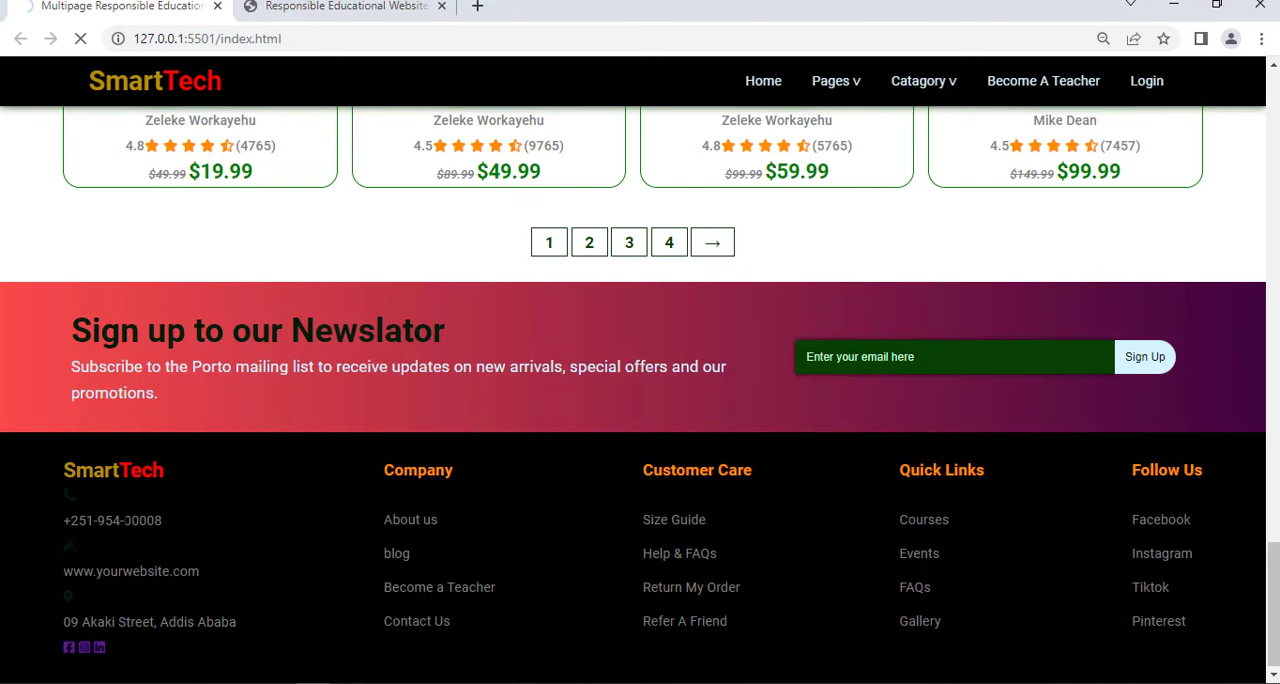 Multipage Responsible Education
Responsible Educational Website
127.0.0.1:5501/index.html
SmartTech
Home Pages v Catagory v Become A Teacher Login
Zeleke Workayehu Zeleke Workayehu Zeleke Workayehu Mike Dean
4.8 (4765) 4.5 (9765) 4.8 (5765) 4.5 (7457)
$49.99 $19.99 $89.99 $49.99 $99.99 $59.99 $149.99 $99.99
1 2 3 4 →
Sign up to our Newslator
Subscribe to the Porto mailing list to receive updates on new arrivals, special offers and our
promotions.
Enter your email here Sign Up
SmartTech Company Customer Care Quick Links Follow Us
+251-954-00008 About us Size Guide Courses Facebook
blog Help & FAQs Events Instagram
www.yourwebsite.com Become a Teacher Return My Order FAQs Tiktok
09 Akaki Street, Addis Ababa Contact Us Refer A Friend Gallery Pinterest